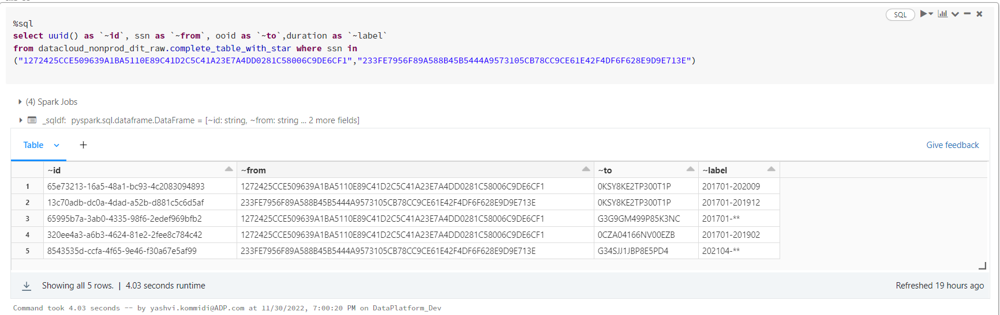 SQL
%sql
select uuid() as `~id`, ssn as `~from`, ooid as `~to`,duration as `~label`
from datacloud_nonprod_dit_raw.complete_table_with_star where ssn in
("1272425CCE509639A1BA5110E89C41D2C5C41A23E7A4DD0281C58006C9DE6CF1","233FE7956F89A588B45B5444A9573105CB78CC9CE61E42F4DF6F628E9D9E713E")
(4) Spark Jobs
_sqldf: pyspark.sql.dataframe.DataFrame = [~id: string, ~from: string ... 2 more fields]
Table + Give feedback
~id ~from ~to ~label
1 65e73213-16a5-48a1-bc93-4c2083094893 1272425CCE509639A1BA5110E89C41D2C5C41A23E7A4DD0281C58006C9DE6CF1 0KSY8KE2TP300T1P 201701-202009
2 13c70adb-dc0a-4dad-a52b-d881c5c6d5af 233FE7956F89A588B45B5444A9573105CB78CC9CE61E42F4DF6F628E9D9E713E 0KSY8KE2TP300T1P 201701-201912
3 65995b7a-3ab0-4335-98f6-2edef969bfb2 1272425CCE509639A1BA5110E89C41D2C5C41A23E7A4DD0281C58006C9DE6CF1 G3G9GM499P85K3NC 201701-**
4 320ee4a3-a6b3-4624-81e2-2fee8c784c42 1272425CCE509639A1BA5110E89C41D2C5C41A23E7A4DD0281C58006C9DE6CF1 0CZA04166NV00EZB 201701-201902
5 8543535d-ccfa-4f65-9e46-f30a67e5af99 233FE7956F89A588B45B5444A9573105CB78CC9CE61E42F4DF6F628E9D9E713E G34SJJ1JBP8E5PD4 202104-**
Showing all 5 rows. | 4.03 seconds runtime Refreshed 19 hours ago
Command took 4.03 seconds -- by yashvi.kommidi@ADP.com at 11/30/2022, 7:00:20 PM on DataPlatform_Dev